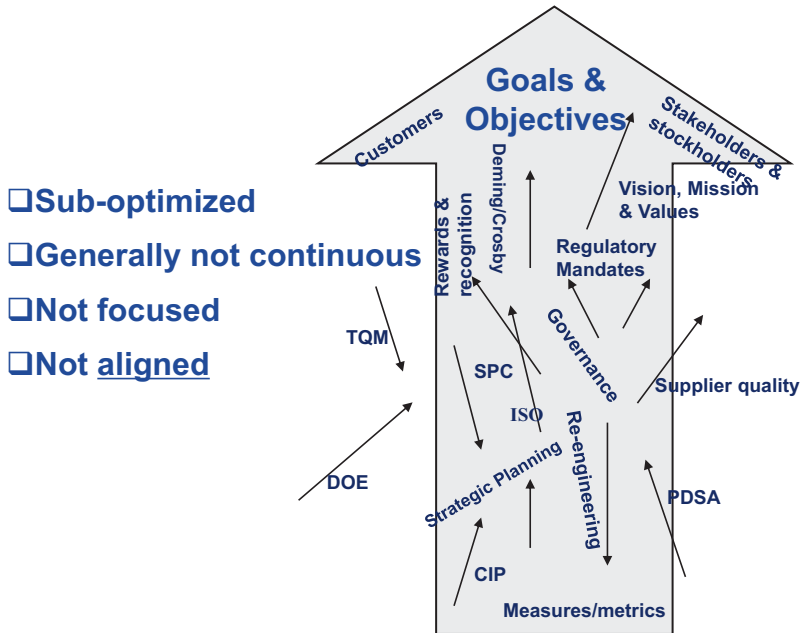 Goals &
Objectives
Customers
Stakeholders &
stockholders
❑Sub-optimized
❑Generally not continuous
❑Not focused
❑Not aligned
Rewards &
recognition
Deming/Crosby
Vision, Mission
& Values
Regulatory
Mandates
TQM
SPC
Governance
Supplier quality
ISO
Re-engineering
Strategic Planning
DOE
PDSA
CIP
Measures/metrics